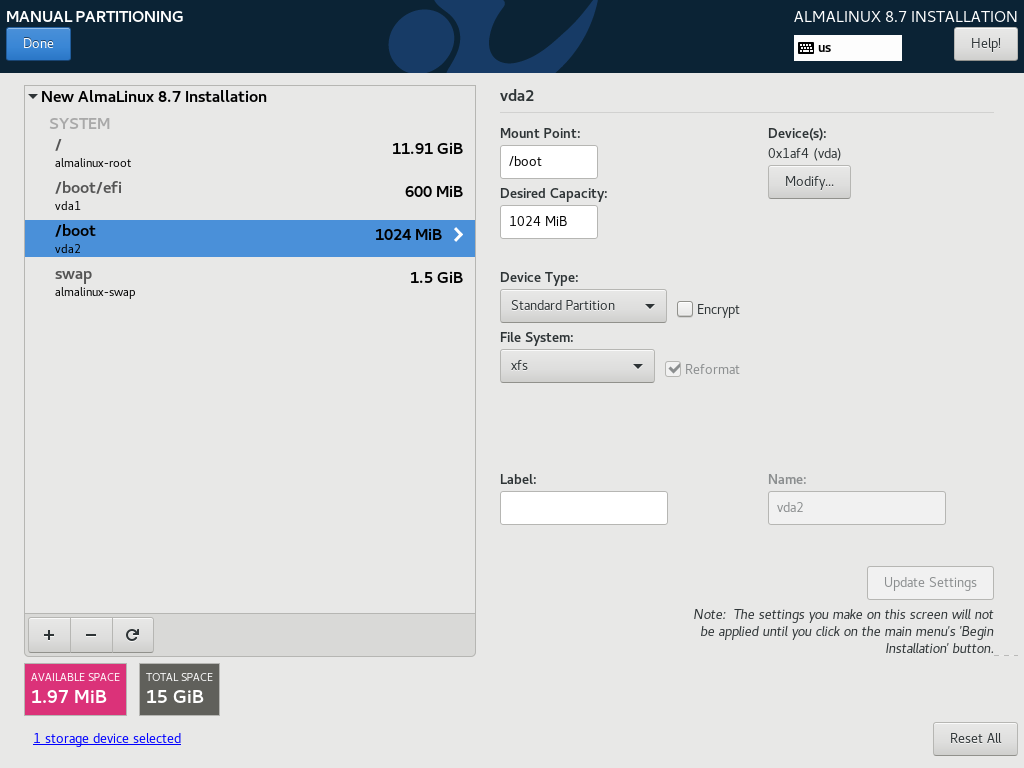 MANUAL PARTITIONING
ALMALINUX 8.7 INSTALLATION
Done
us
Help!
New AlmaLinux 8.7 Installation
SYSTEM
/
almalinux-root
11.91 GiB
/boot/efi
vda1
600 MiB
/boot
vda2
1024 MiB
swap
almalinux-swap
1.5 GiB
+
−
AVAILABLE SPACE
1.97 MiB
TOTAL SPACE
15 GiB
1 storage device selected
vda2
Mount Point:
/boot
Device(s):
0x1af4 (vda)
Modify...
Desired Capacity:
1024 MiB
Device Type:
Standard Partition
Encrypt
File System:
xfs
Reformat
Label:
Name:
vda2
Update Settings
Note:  The settings you make on this screen will not
be applied until you click on the main menu's 'Begin
Installation' button.
Reset All